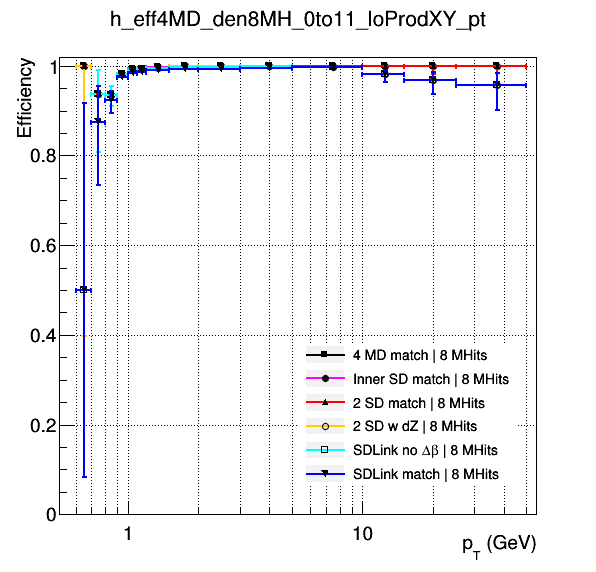 h_eff4MD_den8MH_0to11_loProdXY_pt
Efficiency
1
0.8
0.6
0.4
0.2
0
4 MD match | 8 MHits
Inner SD match | 8 MHits
2 SD match | 8 MHits
2 SD w dZ | 8 MHits
SDLink no Δβ | 8 MHits
SDLink match | 8 MHits
1
10
p_T (GeV)